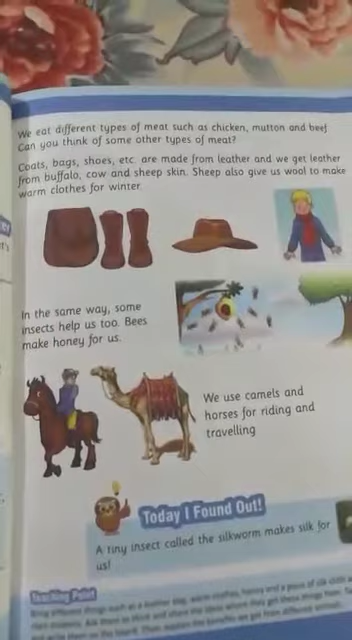 We eat different types of meat such as chicken, mutton and beef
Can you think of some other types of meat?
Coats, bags, shoes, etc. are made from leather and we get leather
from buffalo, cow and sheep skin. Sheep also give us wool to make
warm clothes for winter.
In the same way, some
insects help us too. Bees
make honey for us.
We use camels and
horses for riding and
travelling
Today I Found Out!
A tiny insect called the silkworm makes silk for
us!
Teaching Point